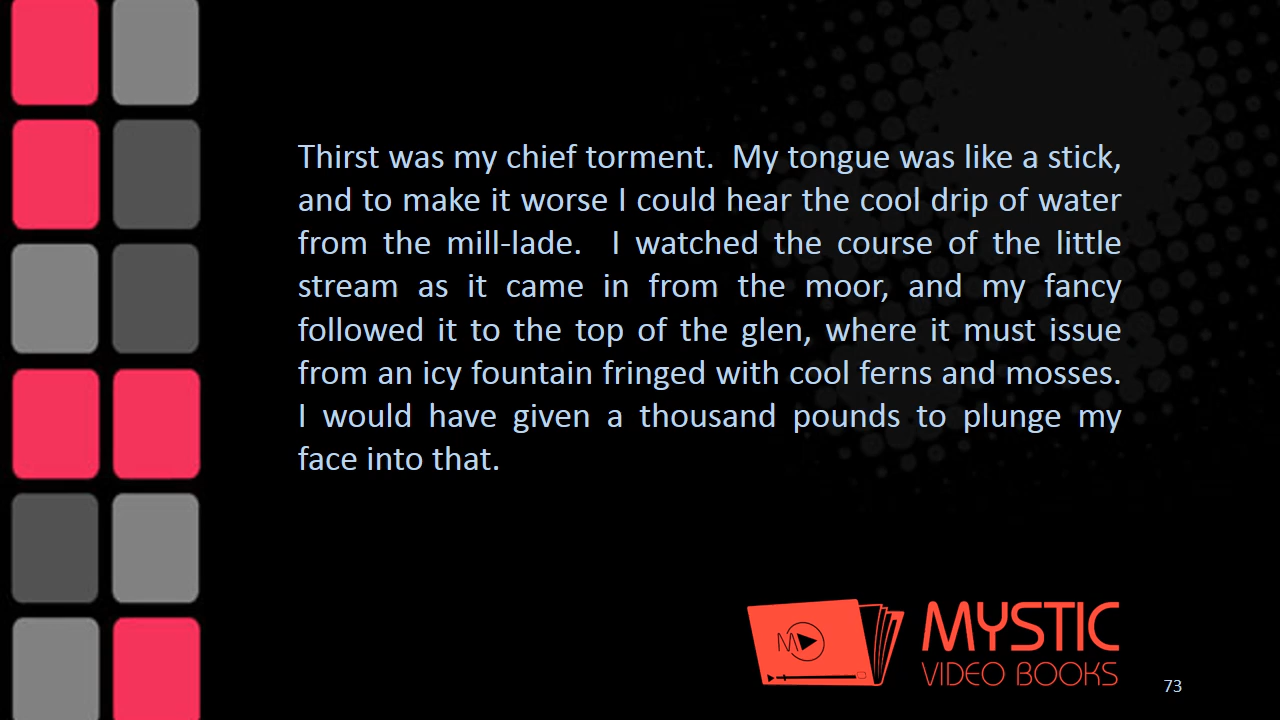 Thirst was my chief torment.  My tongue was like a stick,
and to make it worse I could hear the cool drip of water
from the mill-lade.  I watched the course of the little
stream as it came in from the moor, and my fancy
followed it to the top of the glen, where it must issue
from an icy fountain fringed with cool ferns and mosses.
I would have given a thousand pounds to plunge my
face into that.
M
MYSTIC
VIDEO BOOKS
73